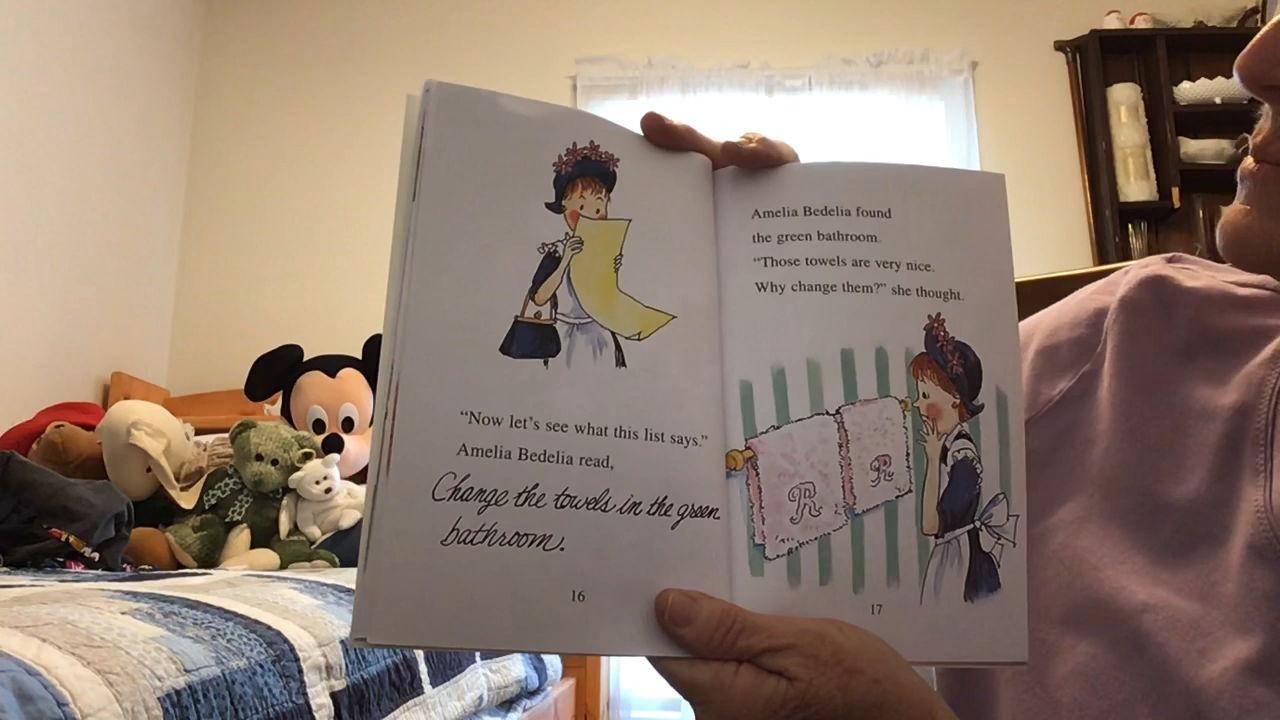 "Now let's see what this list says."
Amelia Bedelia read,
Change the towels in the green
bathroom.
16
Amelia Bedelia found
the green bathroom.
"Those towels are very nice.
Why change them?" she thought.
R
R
17